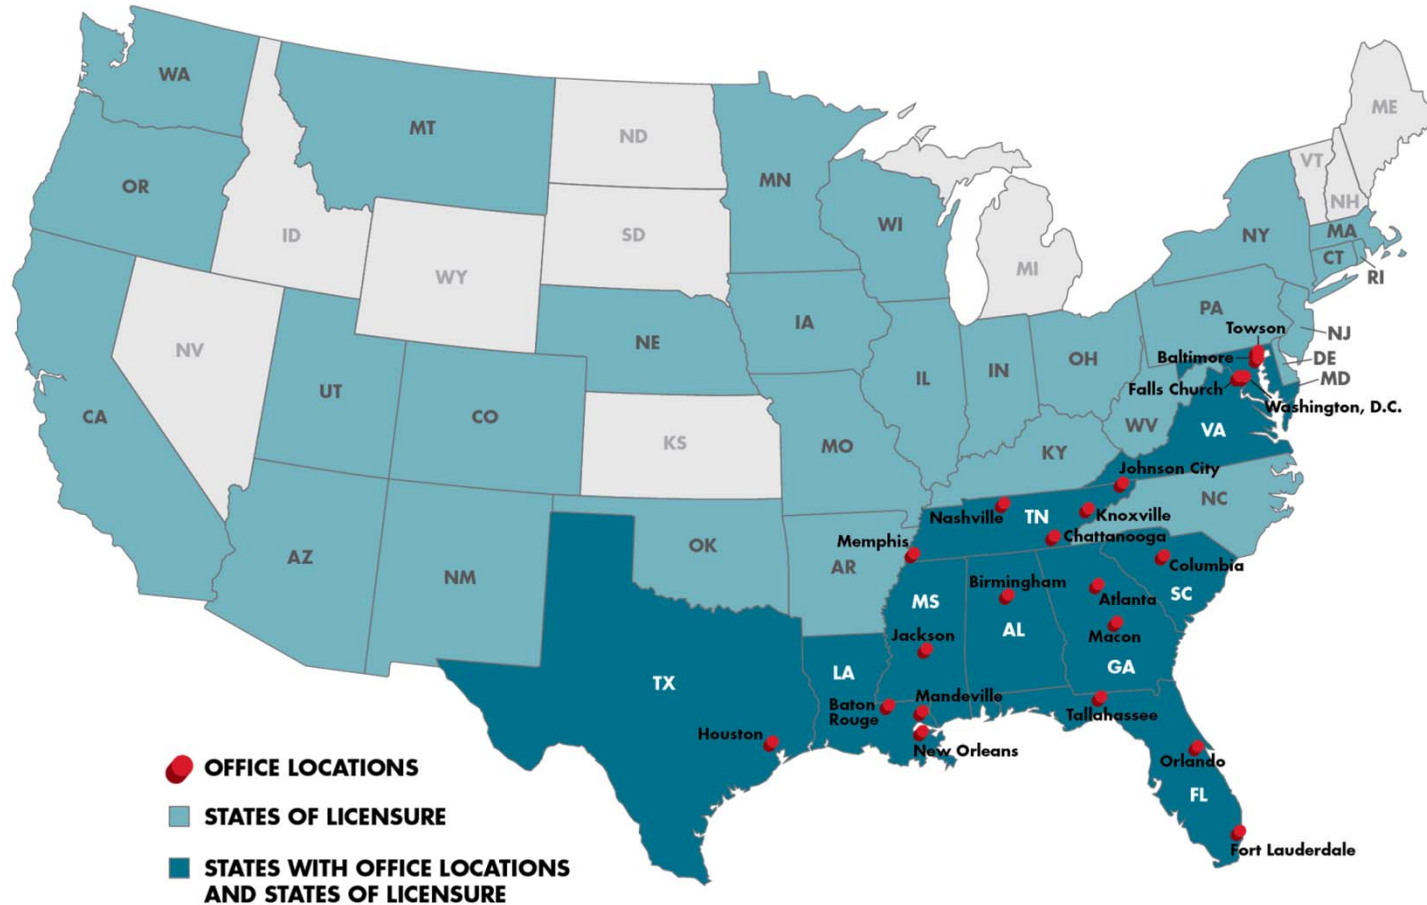 WA
MT
ND
MN
ME
VT
NH
OR
ID
SD
WI
NY
MA
CT
RI
WY
MI
PA
IA
NE
NV
Towson
NJ
Baltimore
DE
MD
OH
IN
IL
UT
CO
Falls Church
Washington, D.C.
CA
KS
MO
WV
VA
KY
Johnson City
NC
Nashville
TN
Knoxville
Chattanooga
Memphis
OK
AR
AZ
NM
Columbia
SC
Birmingham
Atlanta
MS
AL
Macon
Jackson
GA
LA
TX
Baton
Rouge
Mandeville
Tallahassee
Houston
New Orleans
Orlando
FL
Fort Lauderdale
OFFICE LOCATIONS
STATES OF LICENSURE
STATES WITH OFFICE LOCATIONS
AND STATES OF LICENSURE